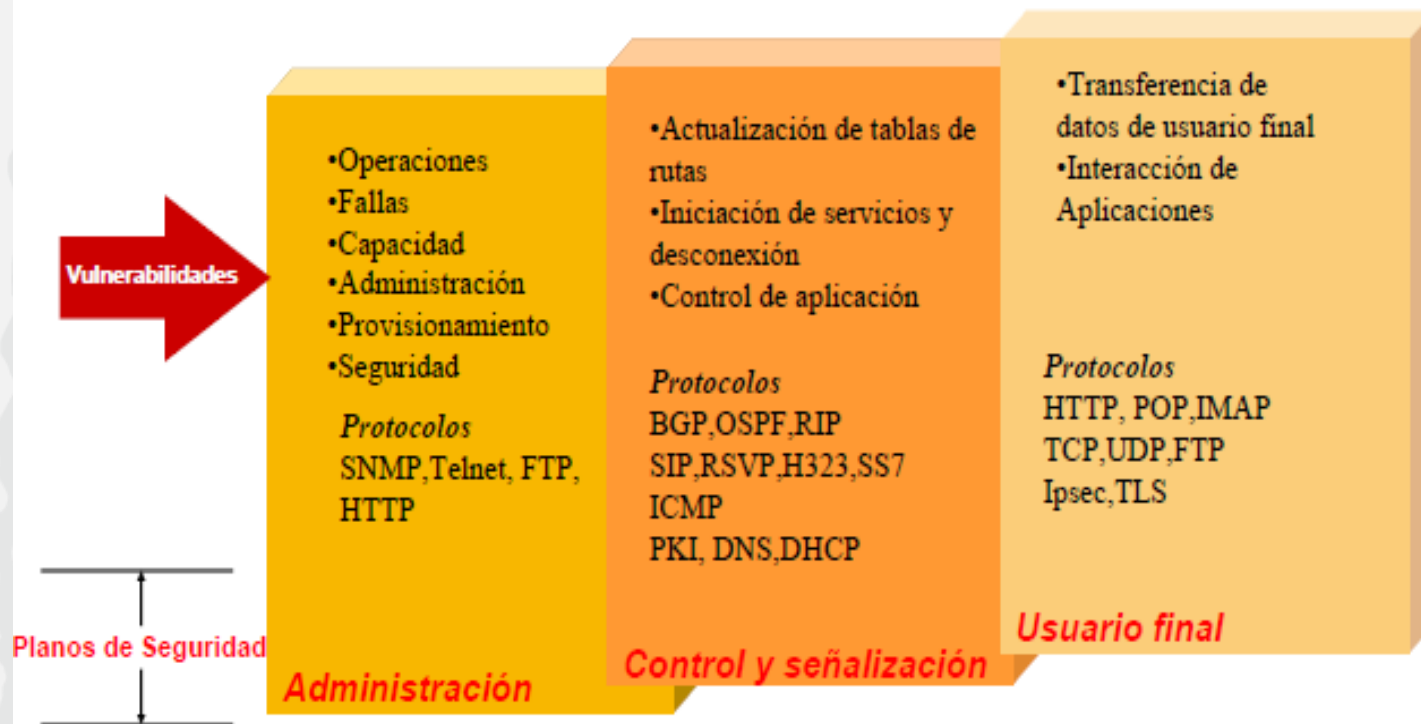 Vulnerabilidades
•Operaciones
•Fallas
•Capacidad
•Administración
•Provisionamiento
•Seguridad
Protocolos
SNMP,Telnet, FTP,
HTTP
Administración
•Actualización de tablas de
rutas
•Iniciación de servicios y
desconexión
•Control de aplicación
Protocolos
BGP,OSPF,RIP
SIP,RSVP,H323,SS7
ICMP
PKI, DNS,DHCP
Control y señalización
•Transferencia de
datos de usuario final
•Interacción de
Aplicaciones
Protocolos
HTTP, POP,IMAP
TCP,UDP,FTP
Ipsec,TLS
Usuario final
Planos de Seguridad